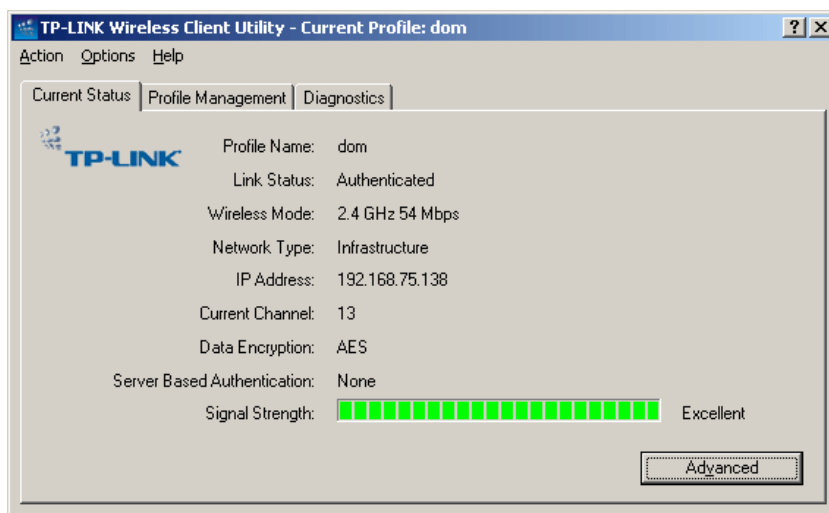 TP-LINK Wireless Client Utility - Current Profile: dom
Action Options Help
Current Status Profile Management Diagnostics
TP-LINK
Profile Name: dom
Link Status: Authenticated
Wireless Mode: 2.4 GHz 54 Mbps
Network Type: Infrastructure
IP Address: 192.168.75.138
Current Channel: 13
Data Encryption: AES
Server Based Authentication: None
Signal Strength: Excellent
Advanced